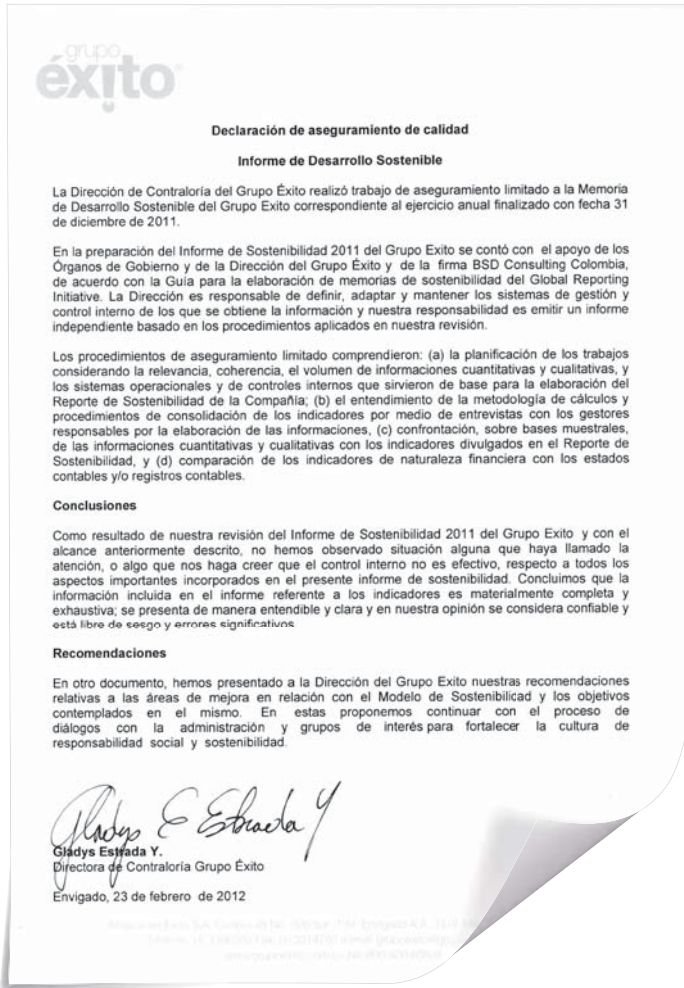 grupo
éxito
Declaración de aseguramiento de calidad
Informe de Desarrollo Sostenible
La Dirección de Contraloría del Grupo Éxito realizó trabajo de aseguramiento limitado a la Memoria
de Desarrollo Sostenible del Grupo Exito correspondiente al ejercicio anual finalizado con fecha 31
de diciembre de 2011.
En la preparación del Informe de Sostenibilidad 2011 del Grupo Exito se contó con el apoyo de los
Órganos de Gobierno y de la Dirección del Grupo Éxito y de la firma BSD Consulting Colombia,
de acuerdo con la Guía para la elaboración de memorias de sostenibilidad del Global Reporting
Initiative. La Dirección es responsable de definir, adaptar y mantener los sistemas de gestión y
control interno de los que se obtiene la información y nuestra responsabilidad es emitir un informe
independiente basado en los procedimientos aplicados en nuestra revisión.
Los procedimientos de aseguramiento limitado comprendieron: (a) la planificación de los trabajos
considerando la relevancia, coherencia, el volumen de informaciones cuantitativas y cualitativas, y
los sistemas operacionales y de controles internos que sirvieron de base para la elaboración del
Reporte de Sostenibilidad de la Compañía; (b) el entendimiento de la metodología de cálculos y
procedimientos de consolidación de los indicadores por medio de entrevistas con los gestores
responsables por la elaboración de las informaciones, (c) confrontación, sobre bases muestrales,
de las informaciones cuantitativas y cualitativas con los indicadores divulgados en el Reporte de
Sostenibilidad, y (d) comparación de los indicadores de naturaleza financiera con los estados
contables y/o registros contables.
Conclusiones
Como resultado de nuestra revisión del Informe de Sostenibilidad 2011 del Grupo Exito y con el
alcance anteriormente descrito, no hemos observado situación alguna que haya llamado la
atención, o algo que nos haga creer que el control interno no es efectivo, respecto a todos los
aspectos importantes incorporados en el presente informe de sostenibilidad. Concluimos que la
información incluida en el informe referente a los indicadores es materialmente completa y
exhaustiva; se presenta de manera entendible y clara y en nuestra opinión se considera confiable y
está libre de sesgo y errores significativos
Recomendaciones
En otro documento, hemos presentado a la Dirección del Grupo Exito nuestras recomendaciones
relativas a las áreas de mejora en relación con el Modelo de Sostenibilicad y los objetivos
contemplados en el mismo. En estas proponemos continuar con el proceso de
diálogos con la administración y grupos de interés para fortalecer la cultura de
responsabilidad social y sostenibilidad.
Gladys E Estrada Y
Gladys Estrada Y.
Directora de Contraloría Grupo Éxito
Envigado, 23 de febrero de 2012